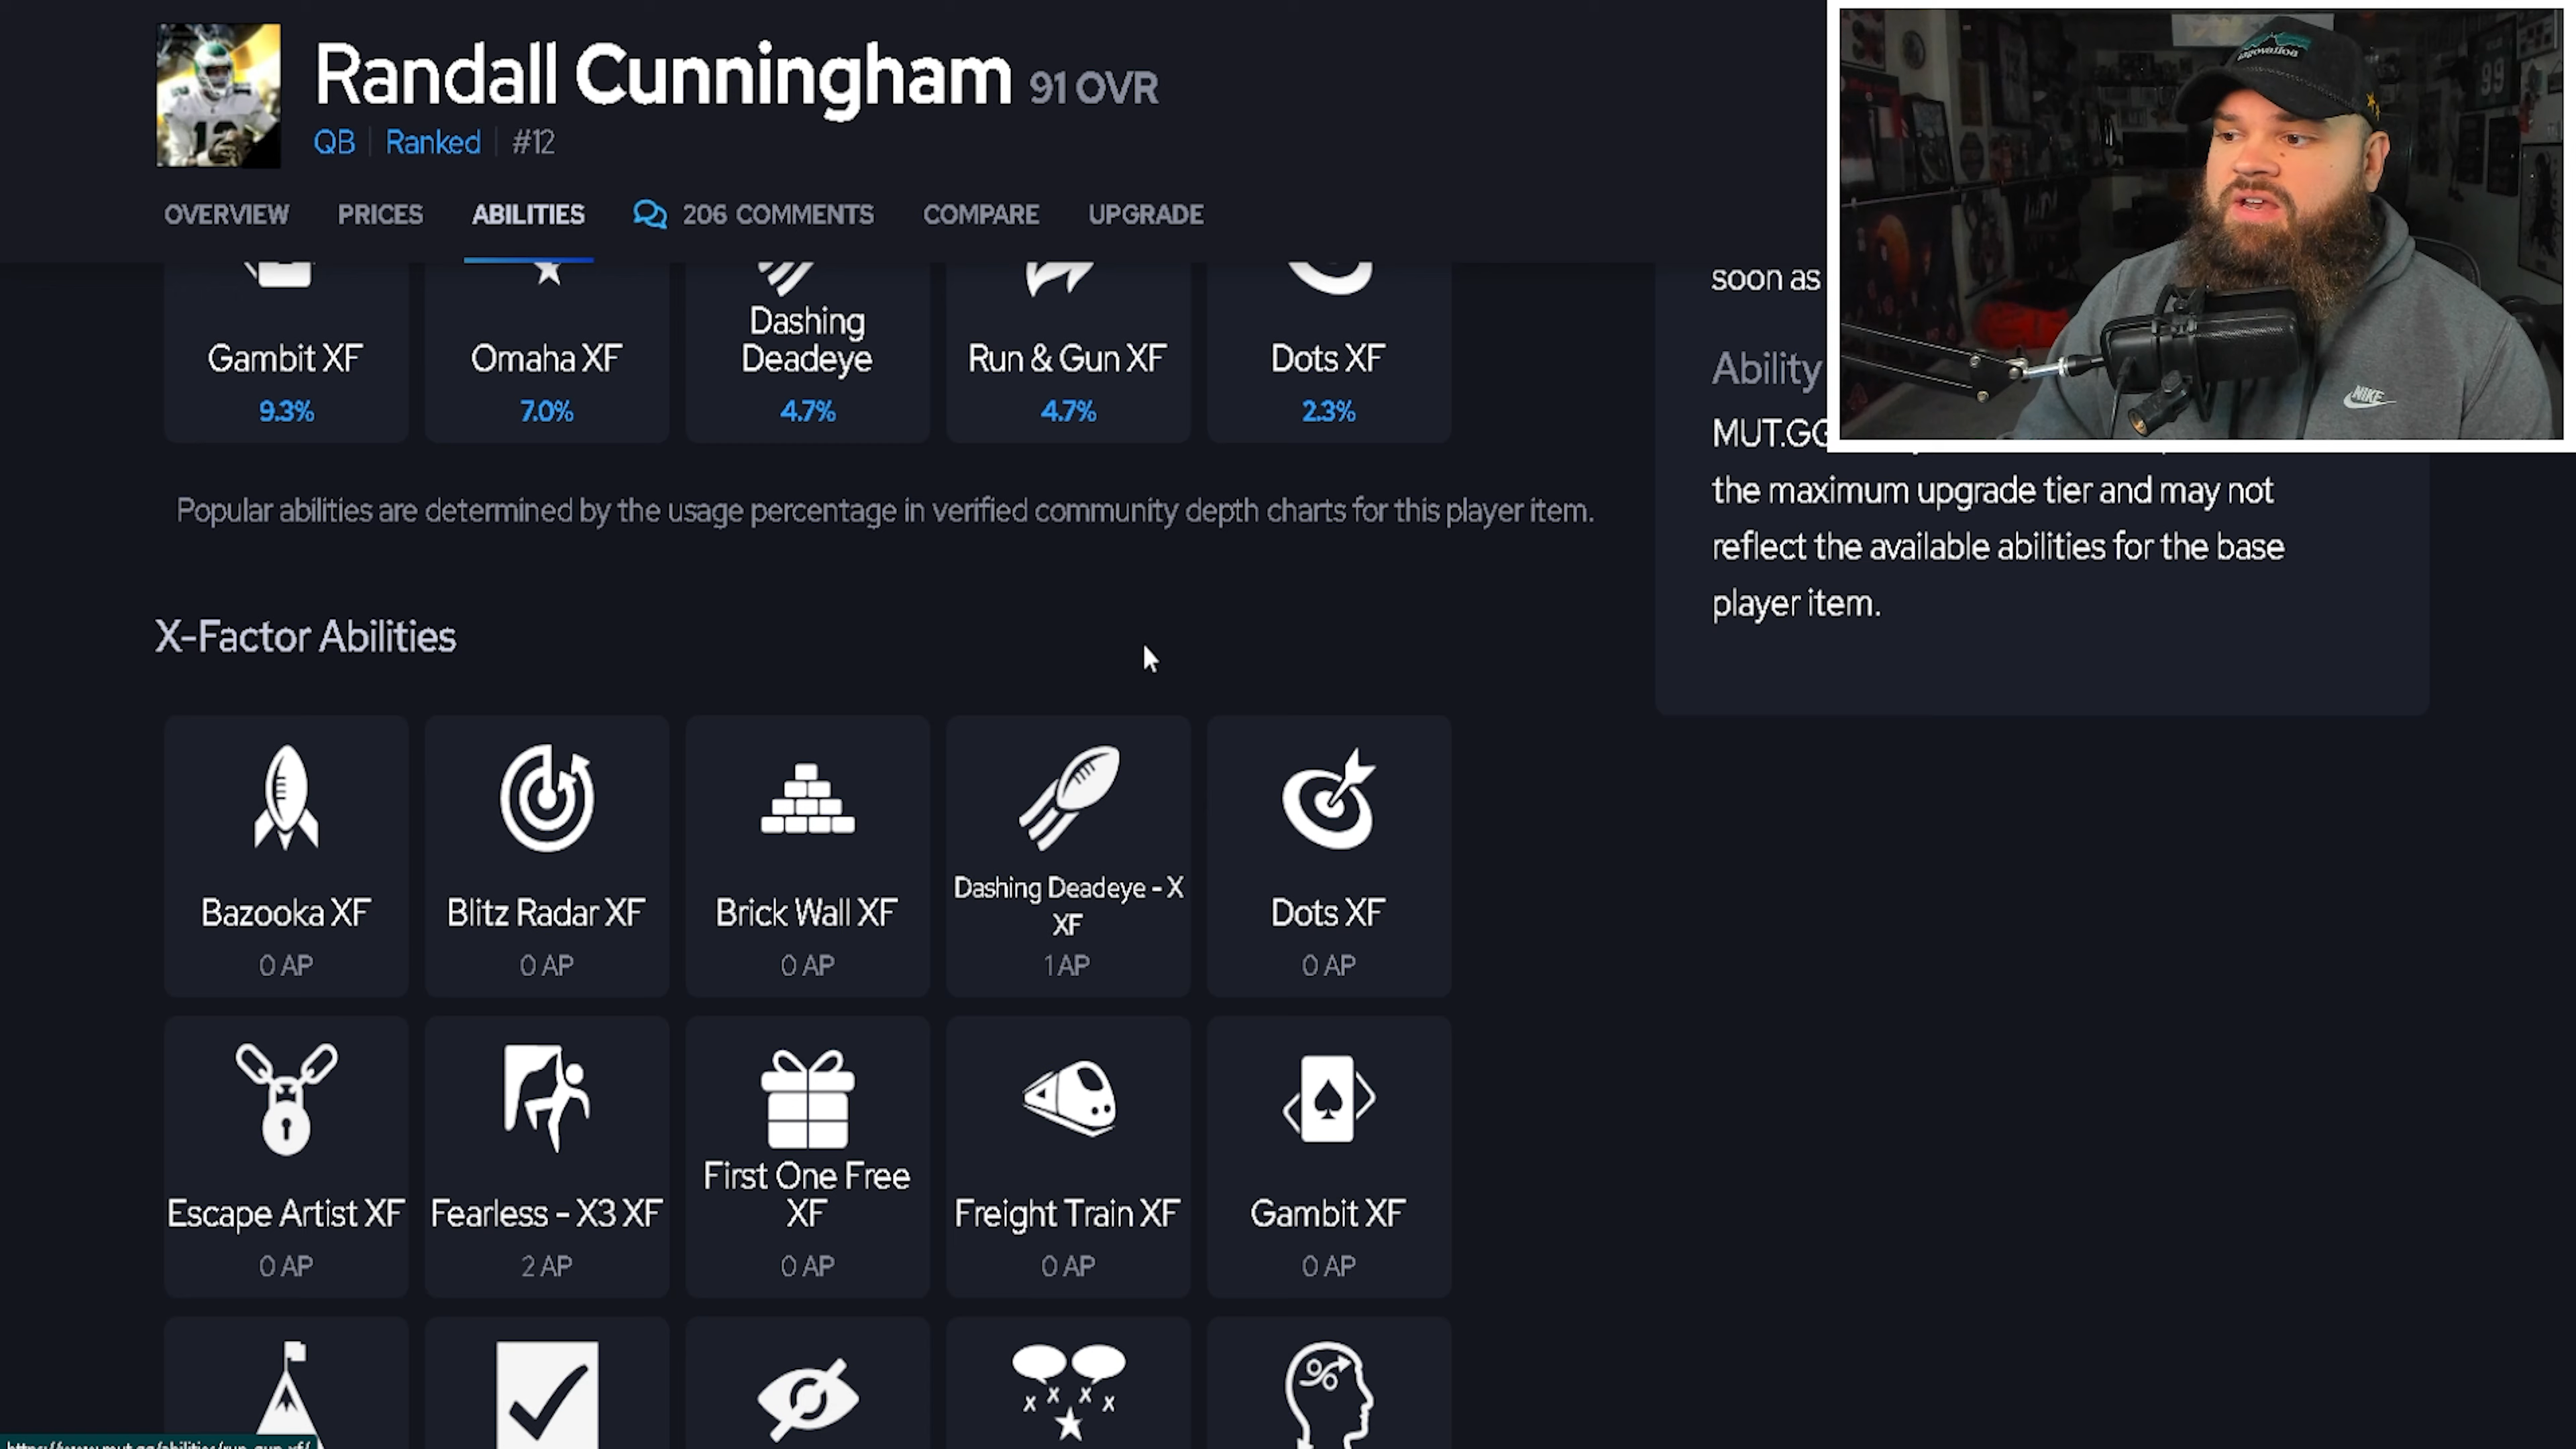 Randall Cunningham 91 OVR
QB Ranked #12
OVERVIEW PRICES ABILITIES 206 COMMENTS COMPARE UPGRADE
Gambit XF
9.3%
Omaha XF
7.0%
Dashing
Deadeye
4.7%
Run & Gun XF
4.7%
Dots XF
2.3%
Popular abilities are determined by the usage percentage in verified community depth charts for this player item.
soon as
Ability
MUT.GG
the maximum upgrade tier and may not
reflect the available abilities for the base
player item.
X-Factor Abilities
Bazooka XF
0 AP
Blitz Radar XF
0 AP
Brick Wall XF
0 AP
Dashing Deadeye - X
XF
1 AP
Dots XF
0 AP
Escape Artist XF
0 AP
Fearless - X3 XF
2 AP
First One Free
XF
0 AP
Freight Train XF
0 AP
Gambit XF
0 AP
NIKE
99